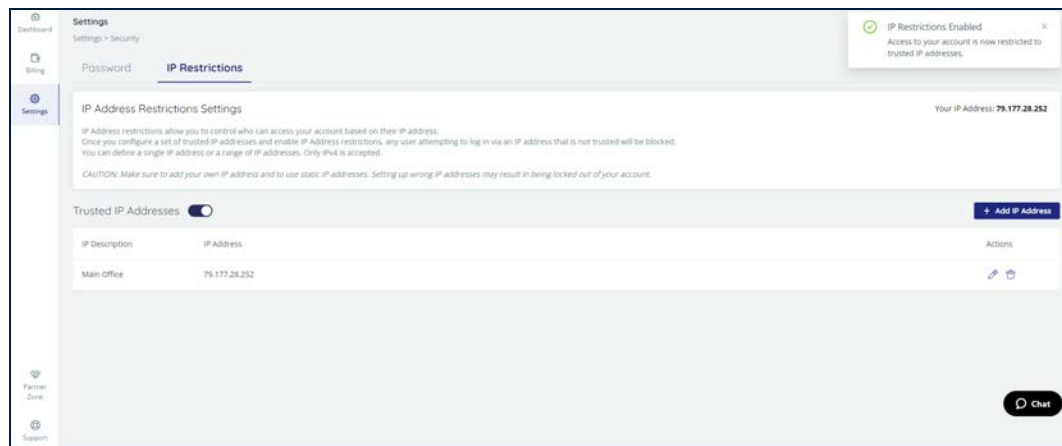 Dashboard
Billing
Settings
Partner
Zone
Support
Settings
Settings > Security
Password
IP Restrictions
IP Restrictions Enabled
Access to your account is now restricted to
trusted IP addresses.
IP Address Restrictions Settings
Your IP Address: 79.177.28.252
IP Address restrictions allow you to control who can access your account based on their IP address.
Once you configure a set of trusted IP addresses and enable IP Address restrictions, any user attempting to log in via an IP address that is not trusted will be blocked.
You can define a single IP address or a range of IP addresses. Only IPv4 is accepted.
CAUTION: Make sure to add your own IP address and to use static IP addresses. Setting up wrong IP addresses may result in being locked out of your account.
Trusted IP Addresses
+ Add IP Address
IP Description IP Address Actions
Main Office 79.177.28.252
Chat